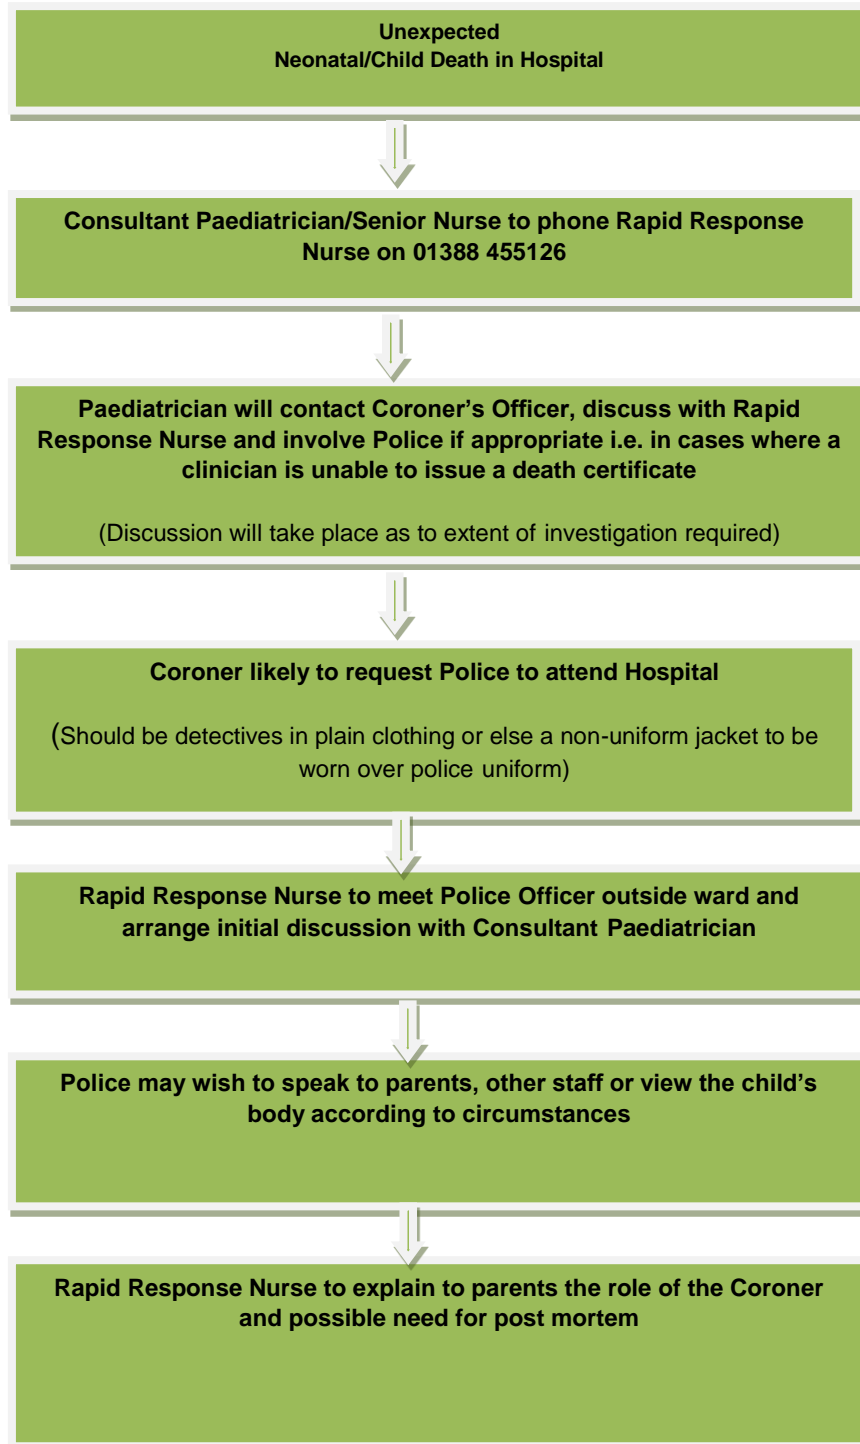 Unexpected
Neonatal/Child Death in Hospital
Consultant Paediatrician/Senior Nurse to phone Rapid Response
Nurse on 01388 455126
Paediatrician will contact Coroner’s Officer, discuss with Rapid
Response Nurse and involve Police if appropriate i.e. in cases where a
clinician is unable to issue a death certificate
(Discussion will take place as to extent of investigation required)
Coroner likely to request Police to attend Hospital
(Should be detectives in plain clothing or else a non-uniform jacket to be
worn over police uniform)
Rapid Response Nurse to meet Police Officer outside ward and
arrange initial discussion with Consultant Paediatrician
Police may wish to speak to parents, other staff or view the child’s
body according to circumstances
Rapid Response Nurse to explain to parents the role of the Coroner
and possible need for post mortem